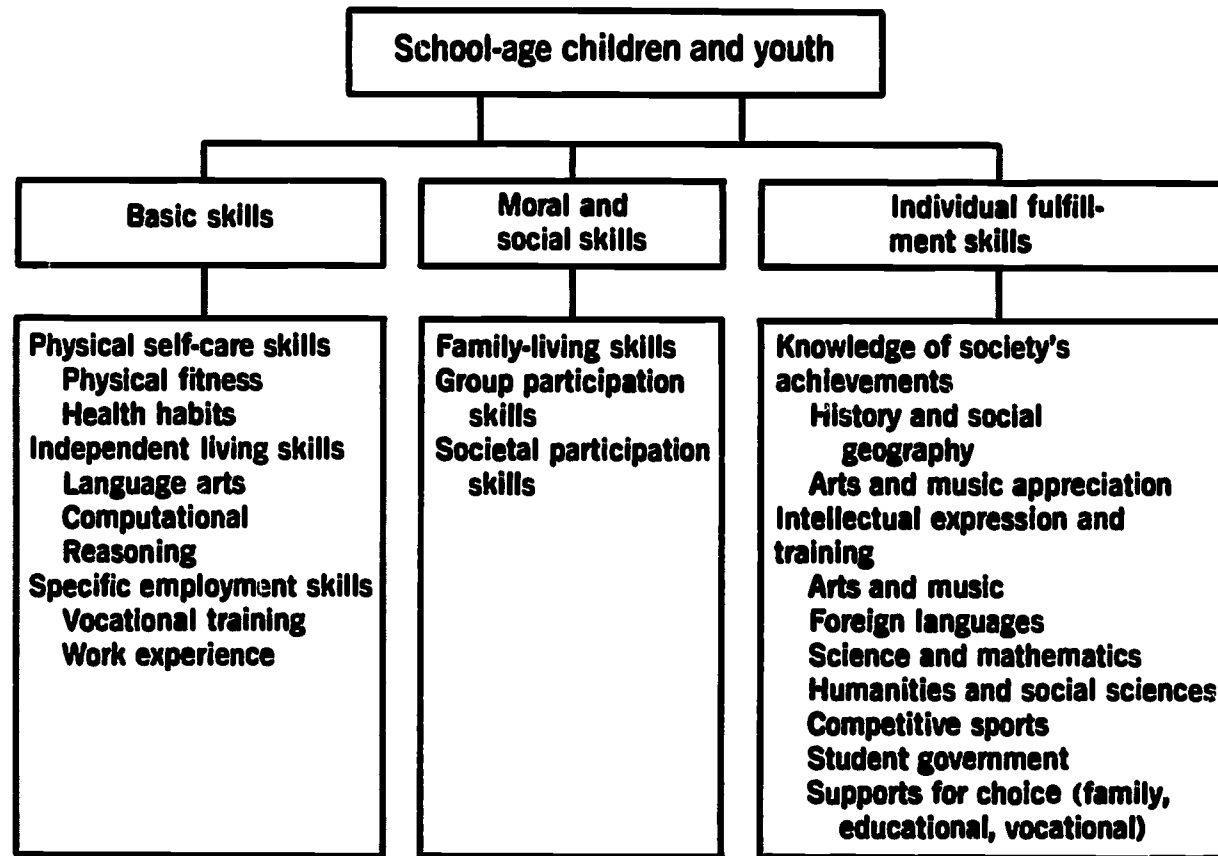 School-age children and youth
Basic skills
Moral and
social skills
Individual fulfill-
ment skills
Physical self-care skills
Physical fitness
Health habits
Independent living skills
Language arts
Computational
Reasoning
Specific employment skills
Vocational training
Work experience
Family-living skills
Group participation
skills
Societal participation
skills
Knowledge of society's
achievements
History and social
geography
Arts and music appreciation
Intellectual expression and
training
Arts and music
Foreign languages
Science and mathematics
Humanities and social sciences
Competitive sports
Student government
Supports for choice (family,
educational, vocational)